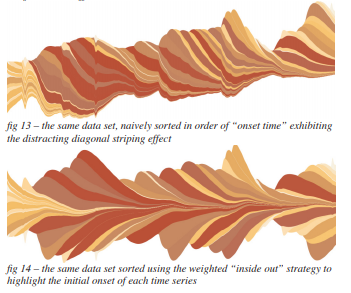 fig 13 – the same data set, naively sorted in order of “onset time” exhibiting
the distracting diagonal striping effect
fig 14 – the same data set sorted using the weighted “inside out” strategy to
highlight the initial onset of each time series